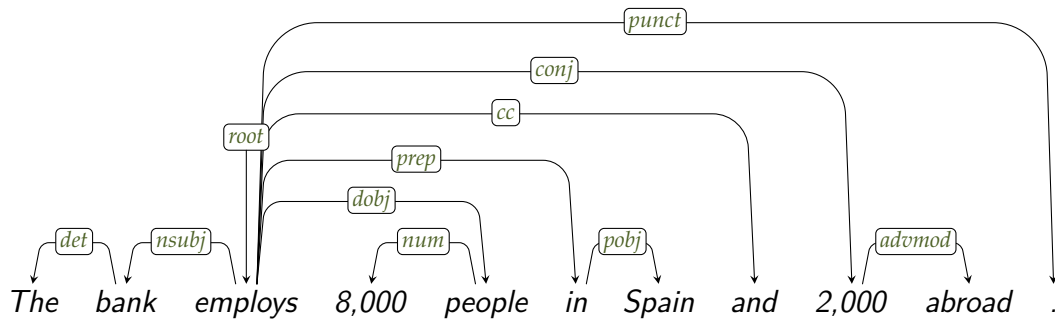 punct
conj
cc
root
prep
dobj
det nsubj num pobj advmod
The bank employs 8,000 people in Spain and 2,000 abroad .